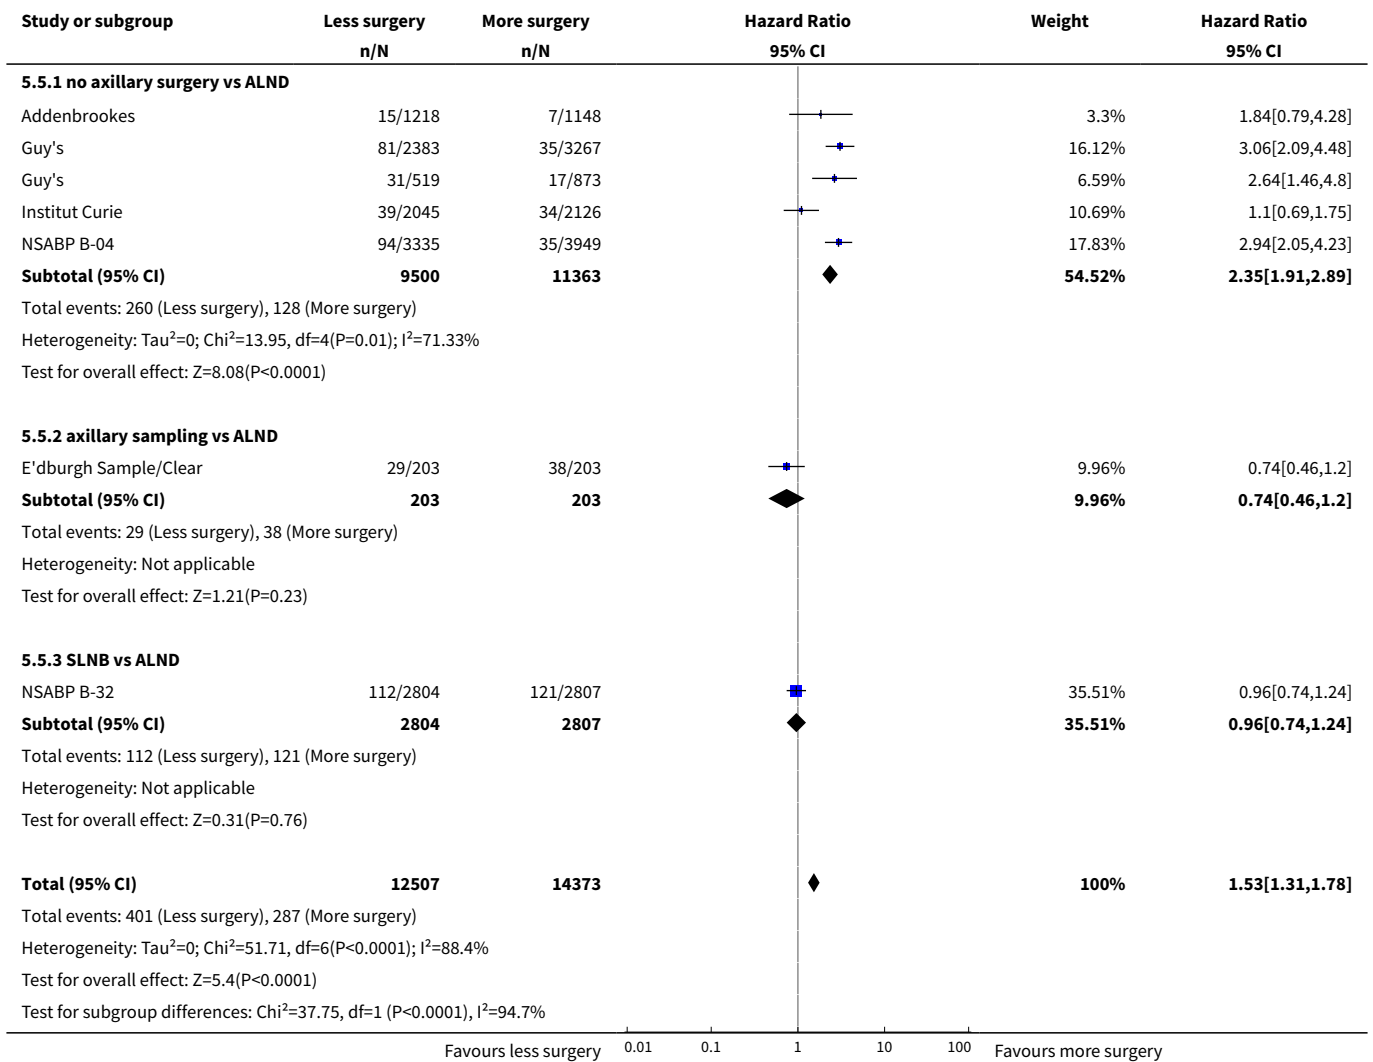 Study or subgroup Less surgery More surgery Hazard Ratio Weight Hazard Ratio
n/N n/N 95% CI 95% CI
5.5.1 no axillary surgery vs ALND
Addenbrookes 15/1218 7/1148 3.3% 1.84[0.79,4.28]
Guy's 81/2383 35/3267 16.12% 3.06[2.09,4.48]
Guy's 31/519 17/873 6.59% 2.64[1.46,4.8]
Institut Curie 39/2045 34/2126 10.69% 1.1[0.69,1.75]
NSABP B-04 94/3335 35/3949 17.83% 2.94[2.05,4.23]
Subtotal (95% CI) 9500 11363 54.52% 2.35[1.91,2.89]
Total events: 260 (Less surgery), 128 (More surgery)
Heterogeneity: Tau²=0; Chi²=13.95, df=4(P=0.01); I²=71.33%
Test for overall effect: Z=8.08(P<0.0001)
5.5.2 axillary sampling vs ALND
E'dburgh Sample/Clear 29/203 38/203 9.96% 0.74[0.46,1.2]
Subtotal (95% CI) 203 203 9.96% 0.74[0.46,1.2]
Total events: 29 (Less surgery), 38 (More surgery)
Heterogeneity: Not applicable
Test for overall effect: Z=1.21(P=0.23)
5.5.3 SLNB vs ALND
NSABP B-32 112/2804 121/2807 35.51% 0.96[0.74,1.24]
Subtotal (95% CI) 2804 2807 35.51% 0.96[0.74,1.24]
Total events: 112 (Less surgery), 121 (More surgery)
Heterogeneity: Not applicable
Test for overall effect: Z=0.31(P=0.76)
Total (95% CI) 12507 14373 100% 1.53[1.31,1.78]
Total events: 401 (Less surgery), 287 (More surgery)
Heterogeneity: Tau²=0; Chi²=51.71, df=6(P<0.0001); I²=88.4%
Test for overall effect: Z=5.4(P<0.0001)
Test for subgroup differences: Chi²=37.75, df=1 (P<0.0001), I²=94.7%
Favours less surgery 0.01 0.1 1 10 100 Favours more surgery